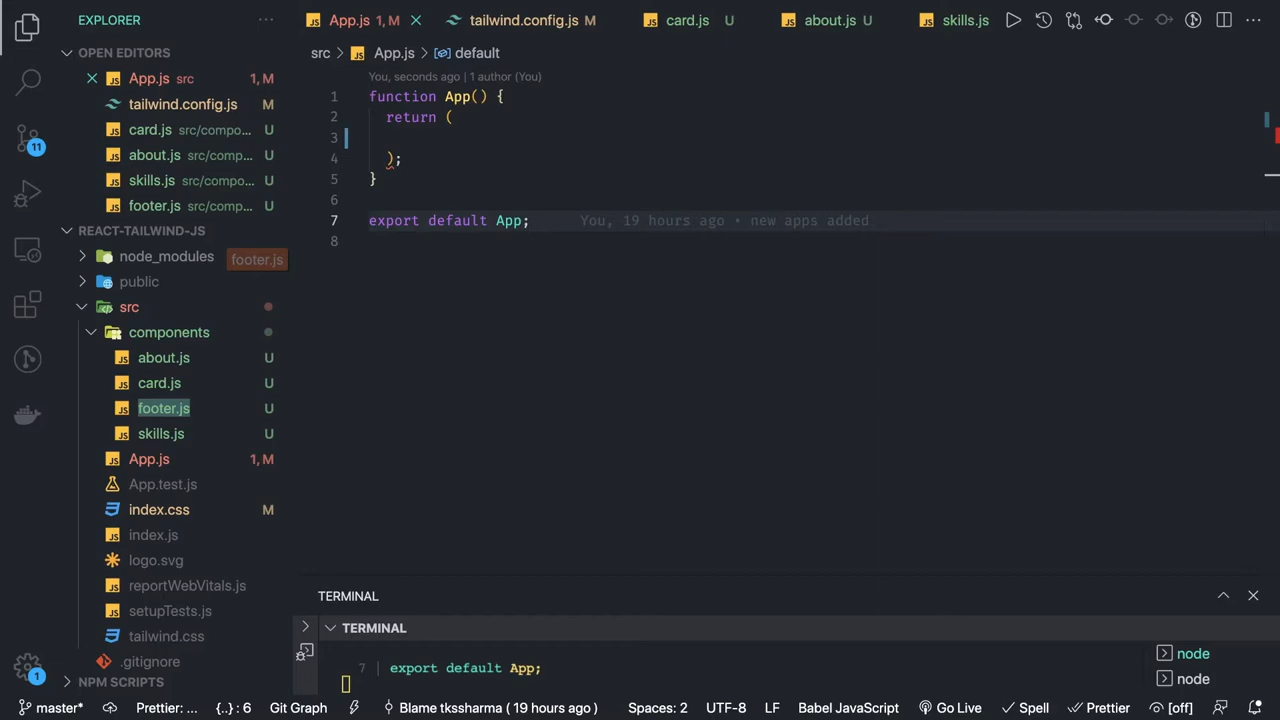 EXPLORER
OPEN EDITORS
App.js src 1, M
tailwind.config.js M
card.js src/compo... U
about.js src/comp... U
skills.js src/compo... U
footer.js src/comp... U
REACT-TAILWIND-JS
node_modules
footer.js
public
src
components
about.js U
card.js U
footer.js U
skills.js U
App.js 1, M
App.test.js
index.css M
index.js
logo.svg
reportWebVitals.js
setupTests.js
tailwind.css
.gitignore
NPM SCRIPTS
11
1
App.js 1, M
tailwind.config.js M
card.js U
about.js U
skills.js
src > App.js > default
You, seconds ago | 1 author (You)
1 function App() {
2 return (
3
4 );
5 }
6
7 export default App; You, 19 hours ago • new apps added
8
TERMINAL
TERMINAL
7 | export default App;
node
node
master* Prettier: ... {..} : 6 Git Graph Blame tkssharma ( 19 hours ago ) Spaces: 2 UTF-8 LF Babel JavaScript Go Live Spell Prettier [off]